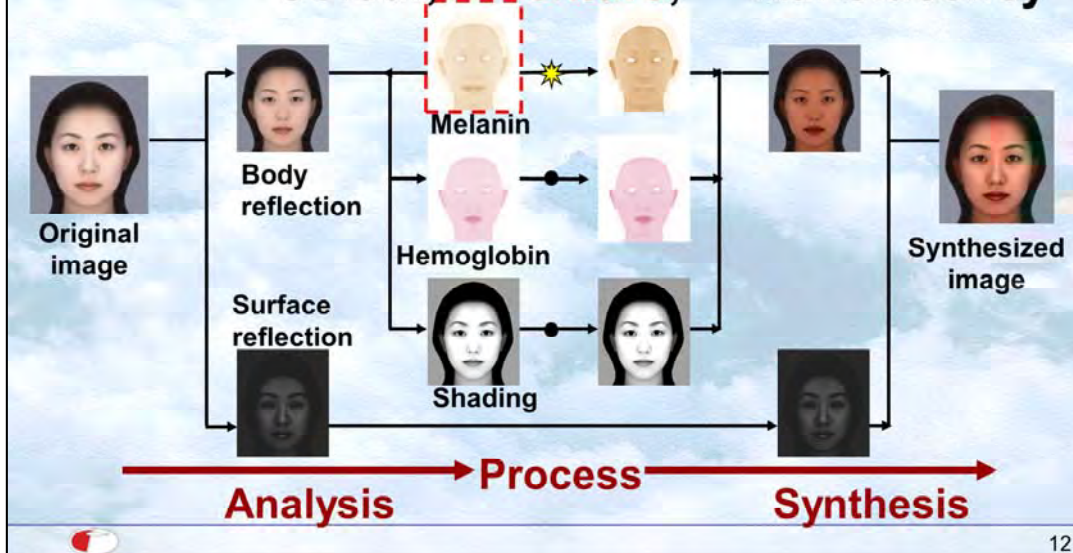 Melanin
Body
reflection
Original
image
Hemoglobin
Synthesized
image
Surface
reflection
Shading
Process
Analysis
Synthesis
12